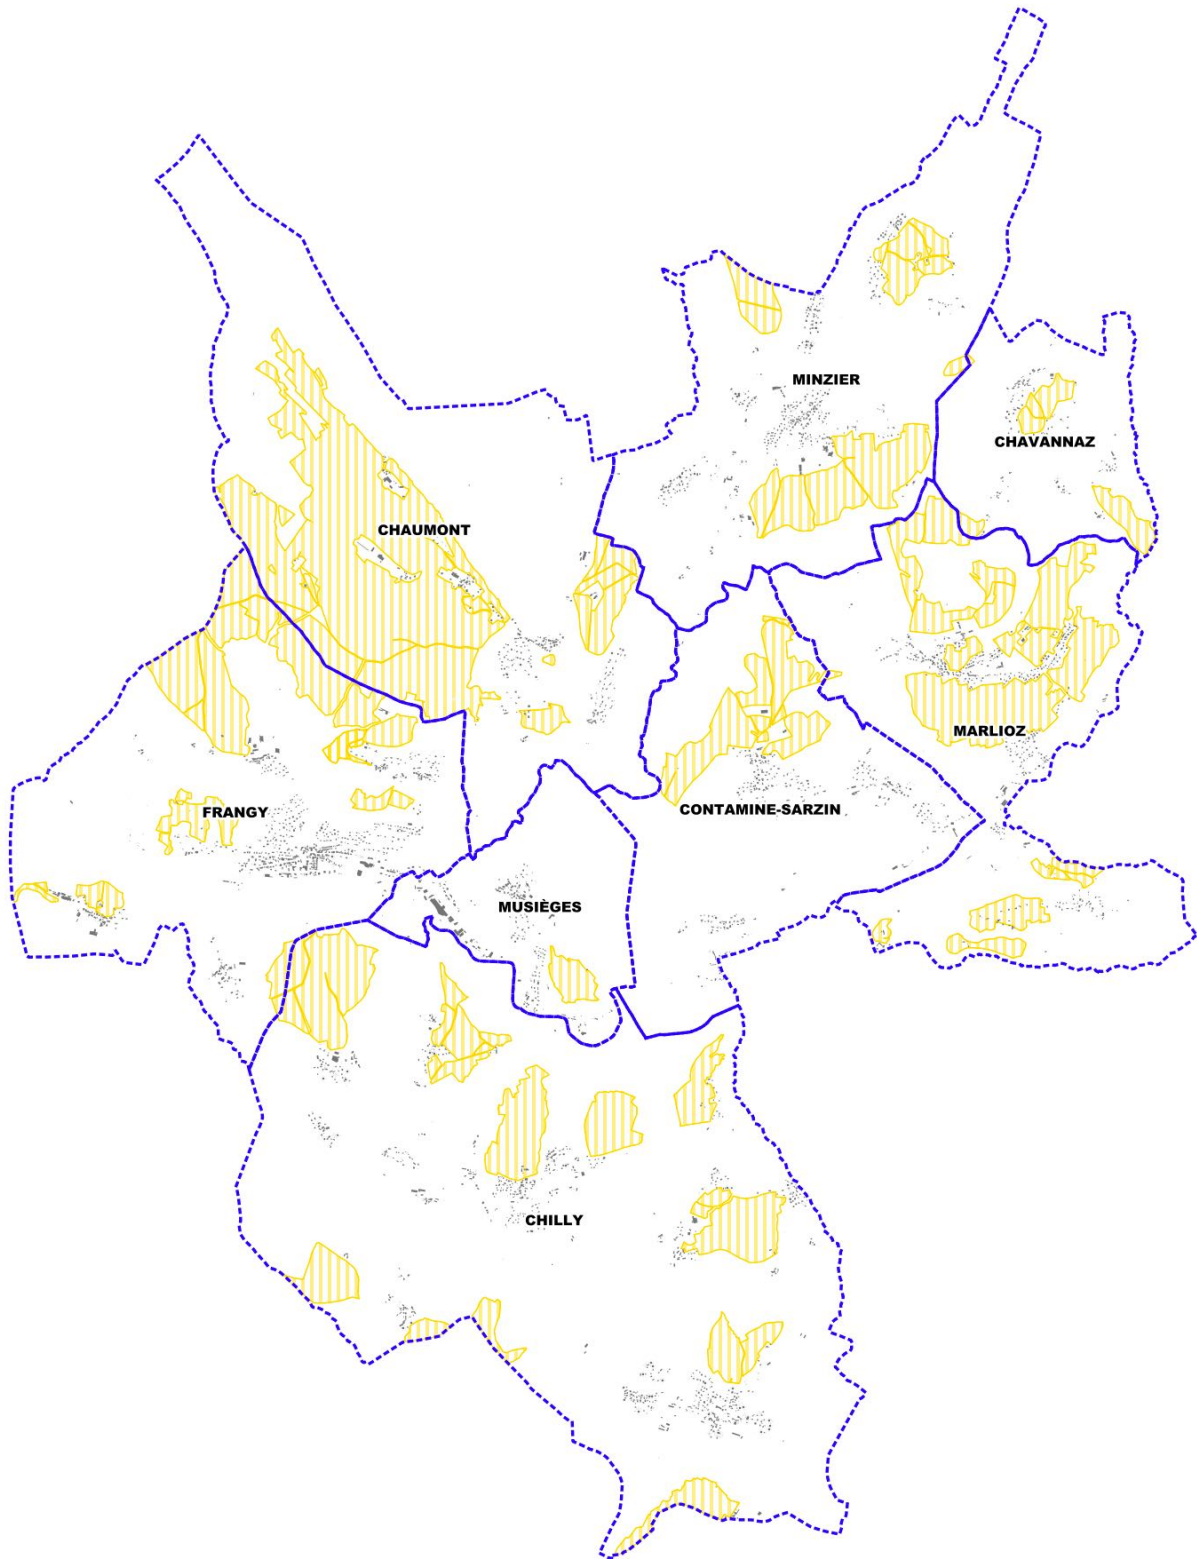 MINZIER
CHAVANNAZ
CHAUMONT
MARLIOZ
CONTAMINE-SARZIN
FRANGY
MUSIÈGES
CHILLY